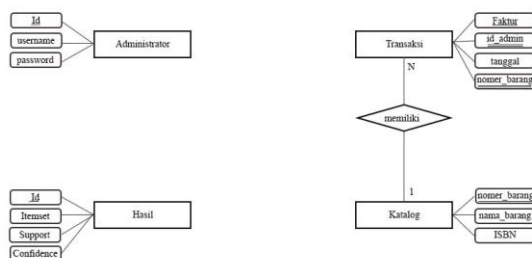 Id
username
password
Administrator
Transaksi
Faktur
id_admin
tanggal
nomer_barang
N
memiliki
1
Id
Itemset
Support
Confidence
Hasil
Katalog
nomer_barang
nama_barang
ISBN